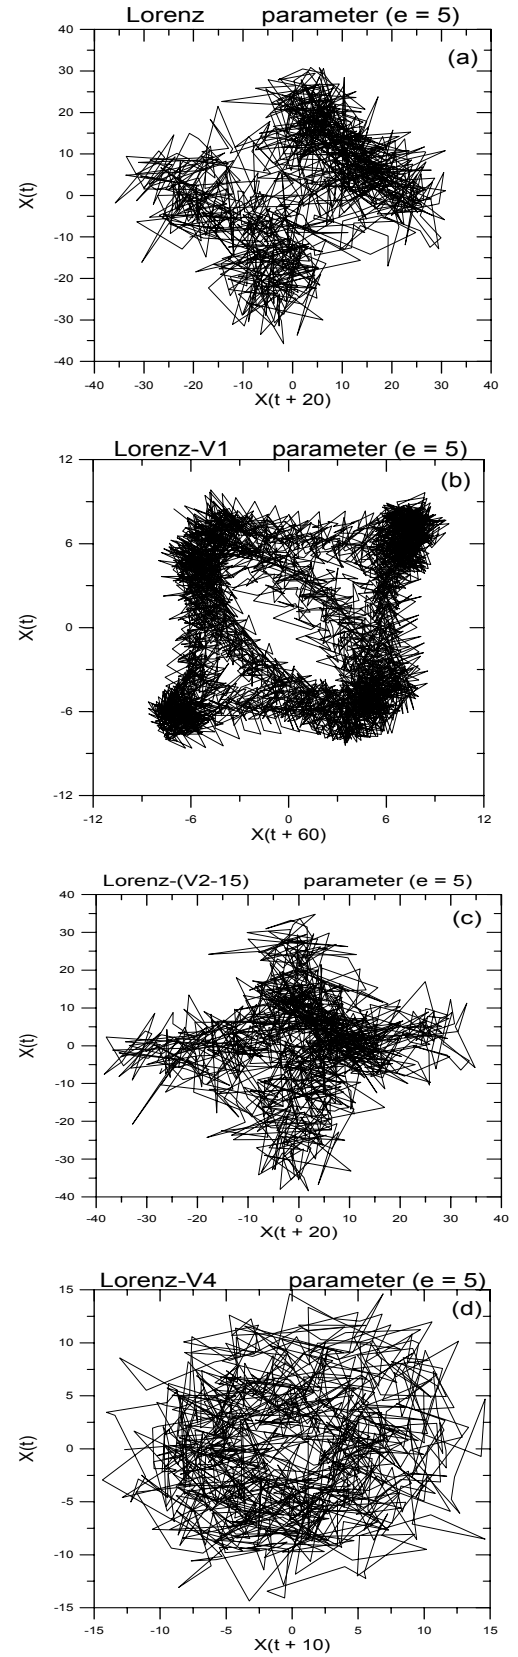 Lorenz parameter (e = 5)
(a)
40
30
20
10
0
-10
-20
-30
-40
X(t)
-40 -30 -20 -10 0 10 20 30 40
X(t + 20)
Lorenz-V1 parameter (e = 5)
(b)
12
6
0
-6
-12
X(t)
-12 -6 0 6 12
X(t + 60)
Lorenz-(V2-15) parameter (e = 5)
(c)
40
30
20
10
0
-10
-20
-30
-40
X(t)
-40 -30 -20 -10 0 10 20 30 40
X(t + 20)
Lorenz-V4 parameter (e = 5)
(d)
15
10
5
0
-5
-10
-15
X(t)
-15 -10 -5 0 5 10 15
X(t + 10)